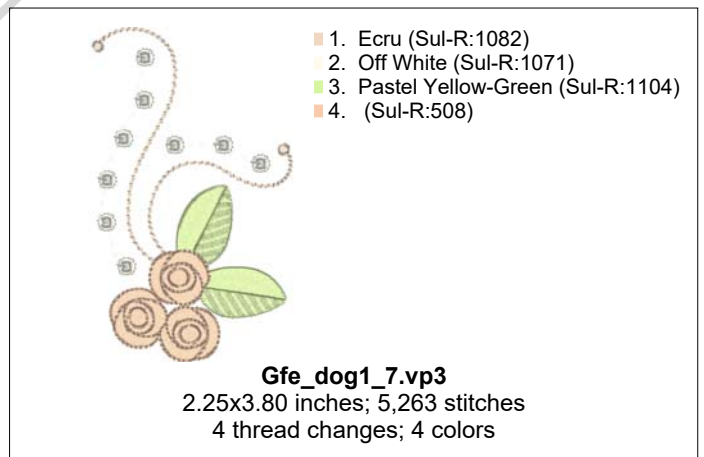 1. Ecru (Sul-R:1082)
2. Off White (Sul-R:1071)
3. Pastel Yellow-Green (Sul-R:1104)
4. (Sul-R:508)
Gfe_dog1_7.vp3
2.25x3.80 inches; 5,263 stitches
4 thread changes; 4 colors